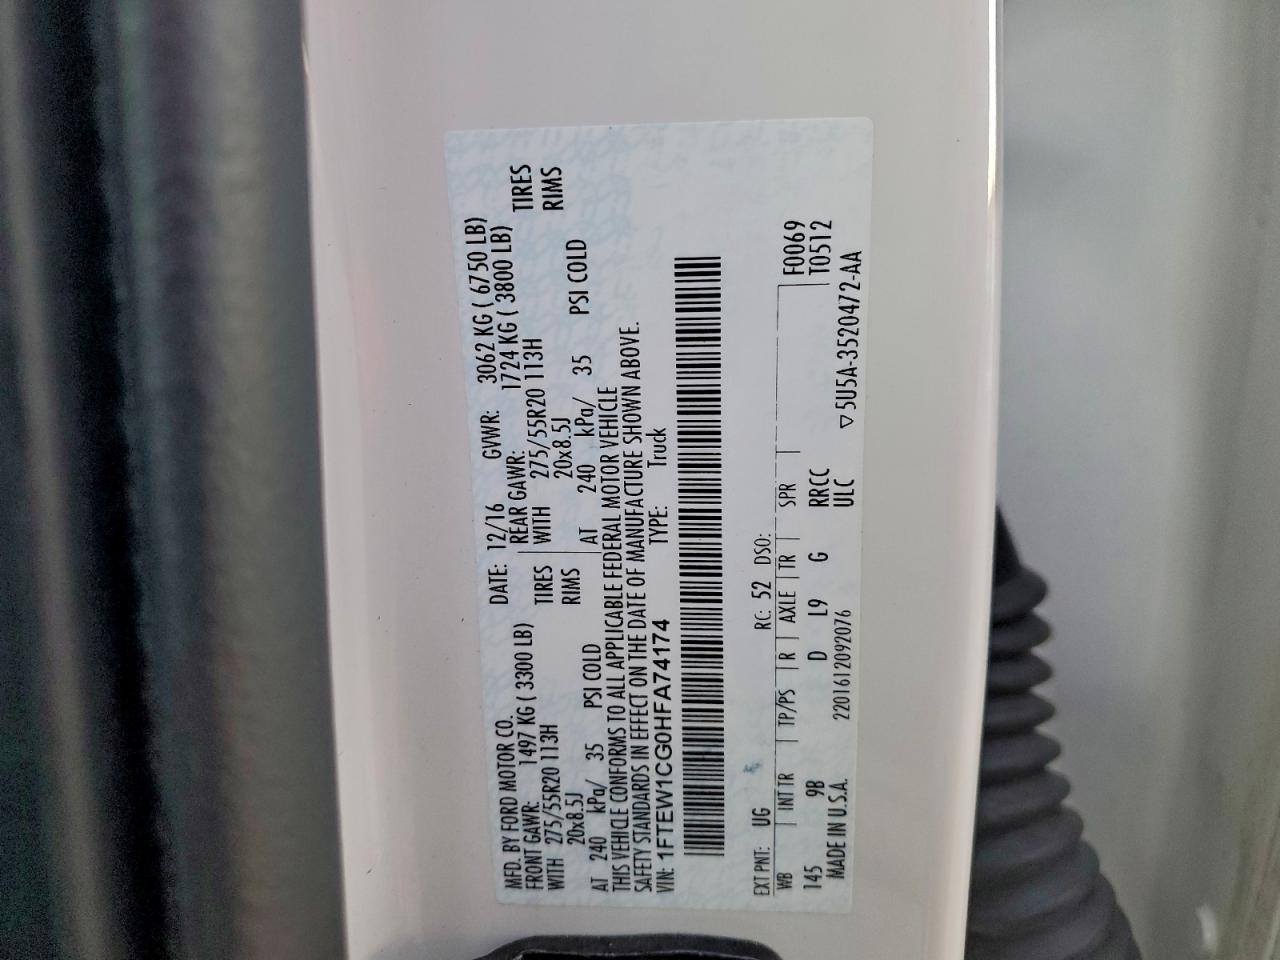 MFD. BY FORD MOTOR CO.
DATE: 12/16 GVWR: 3062 KG ( 6750 LB)
FRONT GAWR: 1497 KG ( 3300 LB) REAR GAWR: 1724 KG ( 3800 LB)
WITH 275/55R20 113H TIRES WITH 275/55R20 113H TIRES
20x8.5J RIMS 20x8.5J RIMS
AT 240 kPa/ 35 PSI COLD AT 240 kPa/ 35 PSI COLD
THIS VEHICLE CONFORMS TO ALL APPLICABLE FEDERAL MOTOR VEHICLE
SAFETY STANDARDS IN EFFECT ON THE DATE OF MANUFACTURE SHOWN ABOVE.
VIN: 1FTEW1CG0HFA74174 TYPE: Truck
EXT PNT: UG RC: 52 DSO:
WB INT TR TP/PS R AXLE TR SPR F0069
145 9B D L9 G RRCC T0512
MADE IN U.S.A. 2201612092076 ULC
▽5U5A-3520472-AA